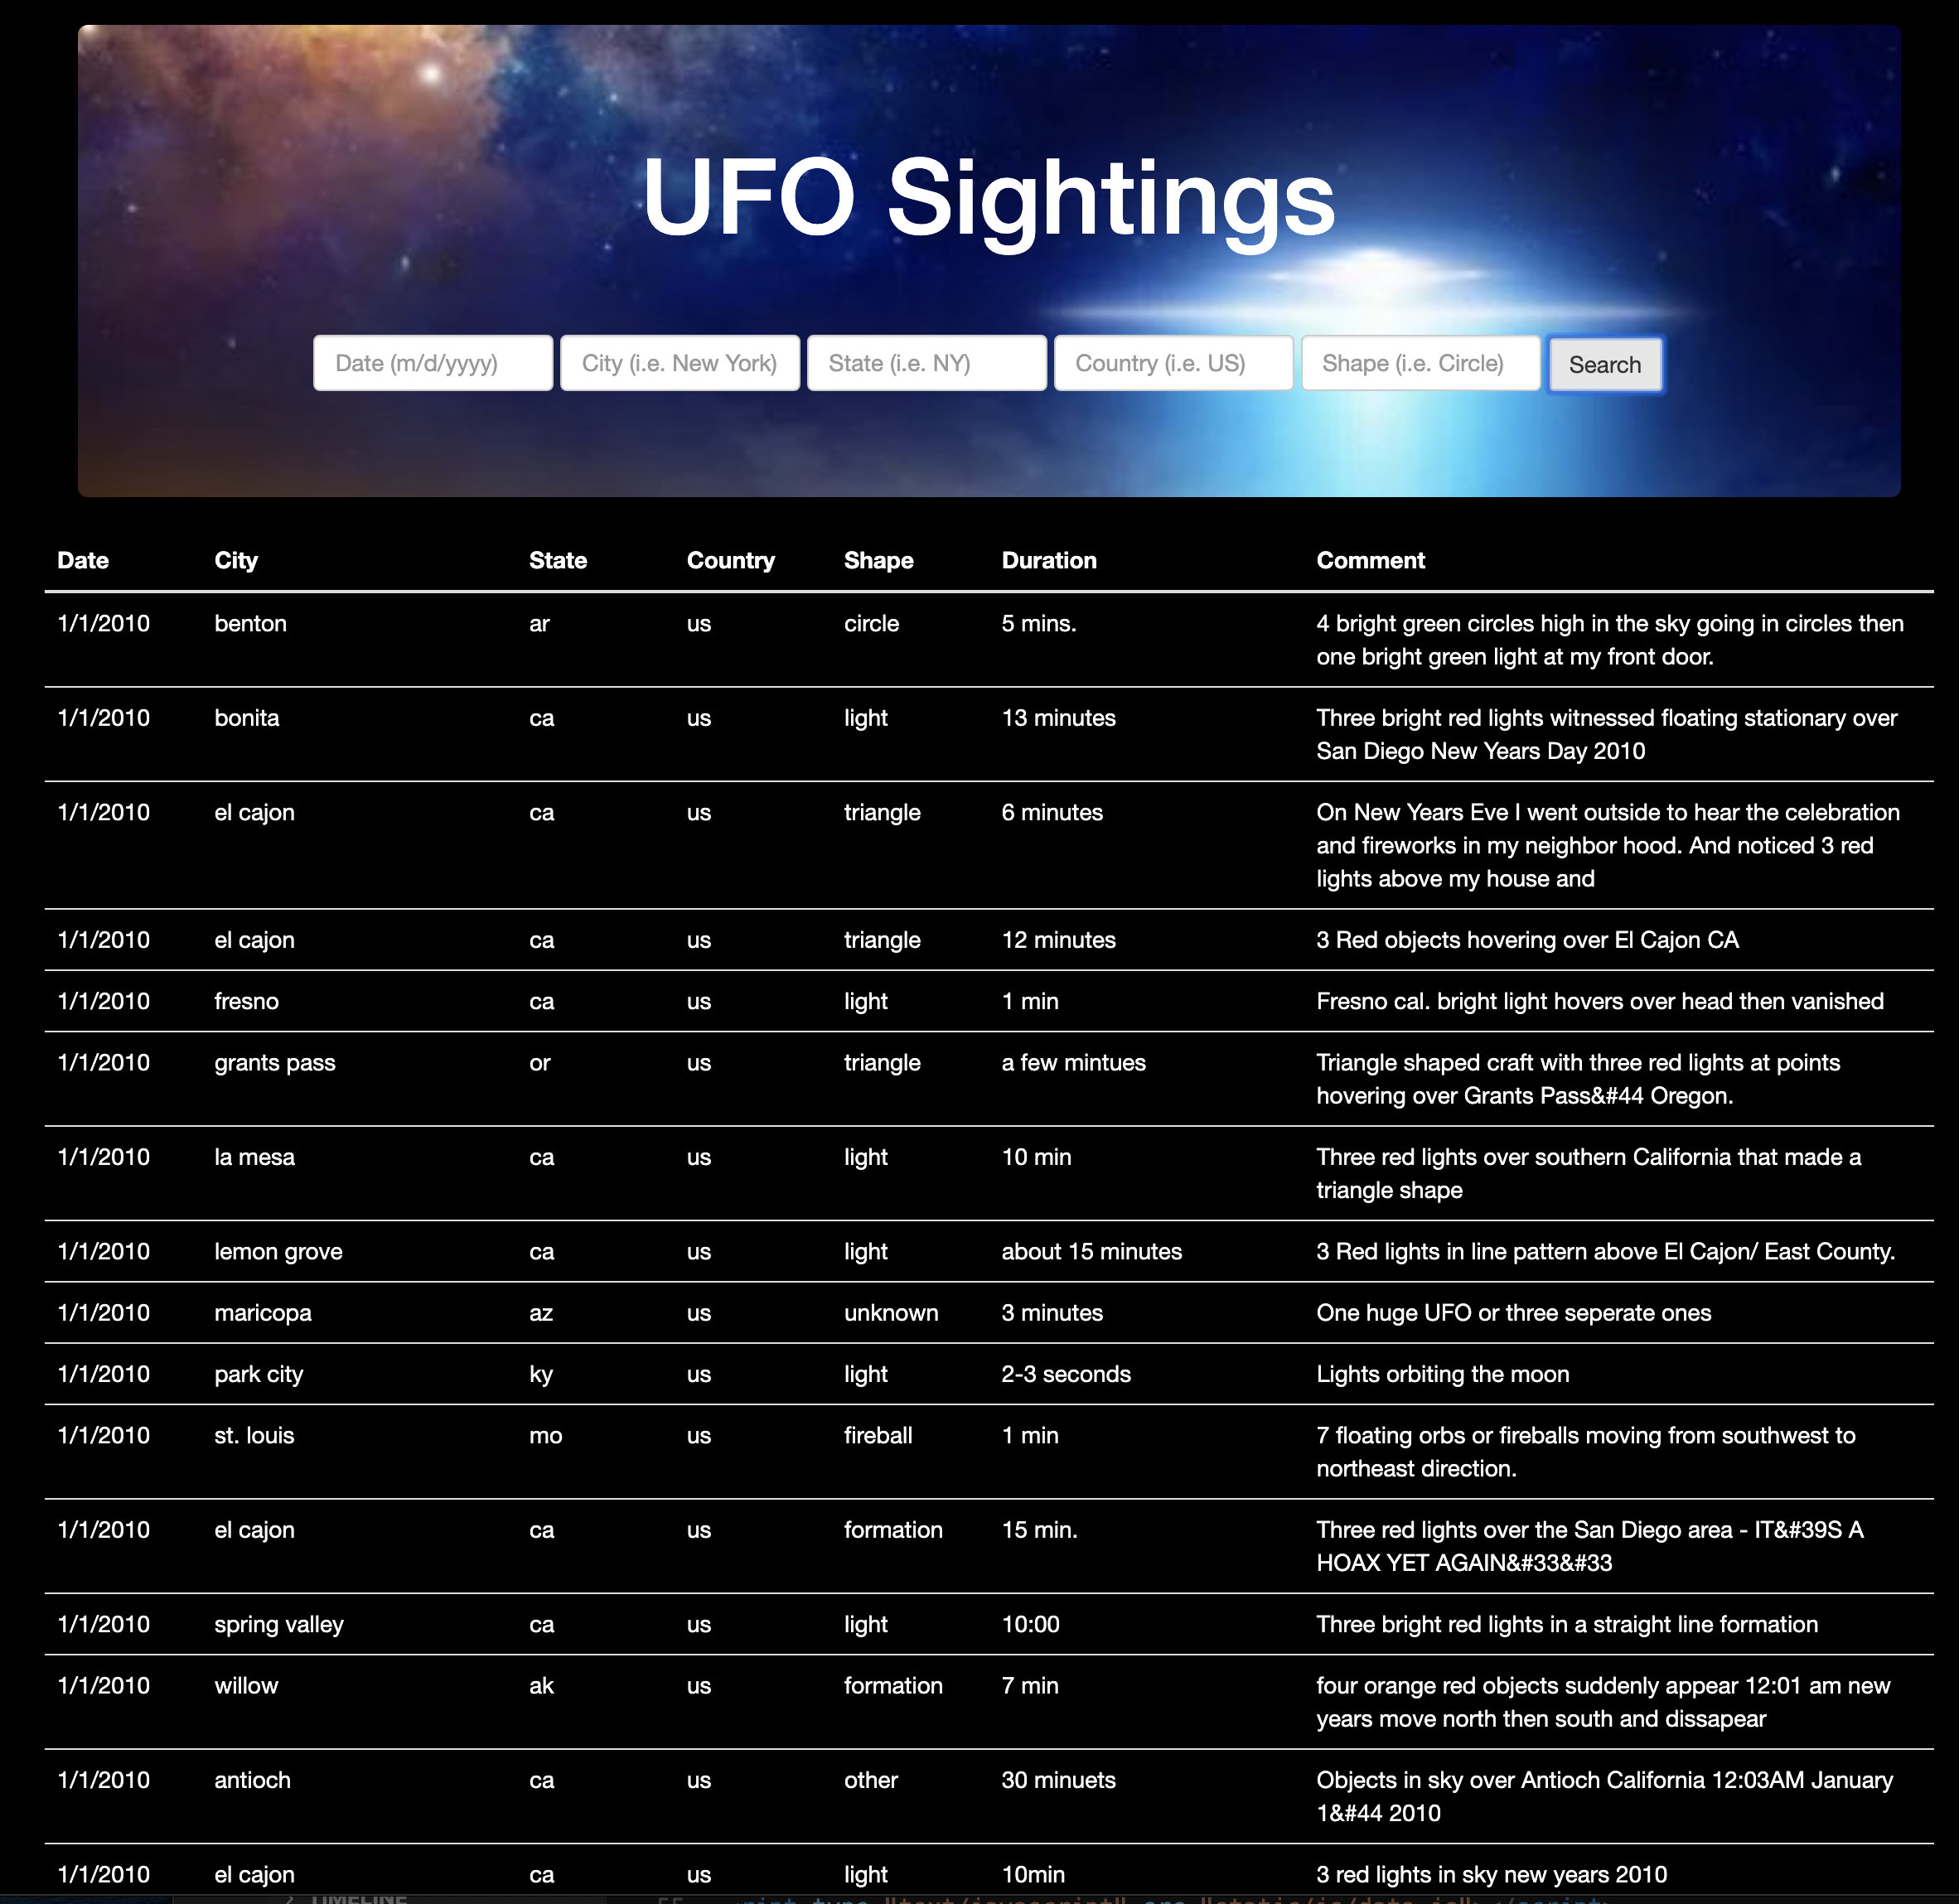 UFO Sightings
Date (m/d/yyyy) City (i.e. New York) State (i.e. NY) Country (i.e. US) Shape (i.e. Circle) Search
Date City State Country Shape Duration Comment
1/1/2010 benton ar us circle 5 mins. 4 bright green circles high in the sky going in circles then
one bright green light at my front door.
1/1/2010 bonita ca us light 13 minutes Three bright red lights witnessed floating stationary over
San Diego New Years Day 2010
1/1/2010 el cajon ca us triangle 6 minutes On New Years Eve I went outside to hear the celebration
and fireworks in my neighbor hood. And noticed 3 red
lights above my house and
1/1/2010 el cajon ca us triangle 12 minutes 3 Red objects hovering over El Cajon CA
1/1/2010 fresno ca us light 1 min Fresno cal. bright light hovers over head then vanished
1/1/2010 grants pass or us triangle a few mintues Triangle shaped craft with three red lights at points
hovering over Grants Pass&#44 Oregon.
1/1/2010 la mesa ca us light 10 min Three red lights over southern California that made a
triangle shape
1/1/2010 lemon grove ca us light about 15 minutes 3 Red lights in line pattern above El Cajon/ East County.
1/1/2010 maricopa az us unknown 3 minutes One huge UFO or three seperate ones
1/1/2010 park city ky us light 2-3 seconds Lights orbiting the moon
1/1/2010 st. louis mo us fireball 1 min 7 floating orbs or fireballs moving from southwest to
northeast direction.
1/1/2010 el cajon ca us formation 15 min. Three red lights over the San Diego area - IT&#39S A
HOAX YET AGAIN&#33&#33
1/1/2010 spring valley ca us light 10:00 Three bright red lights in a straight line formation
1/1/2010 willow ak us formation 7 min four orange red objects suddenly appear 12:01 am new
years move north then south and dissapear
1/1/2010 antioch ca us other 30 minuets Objects in sky over Antioch California 12:03AM January
1&#44 2010
1/1/2010 el cajon ca us light 10min 3 red lights in sky new years 2010